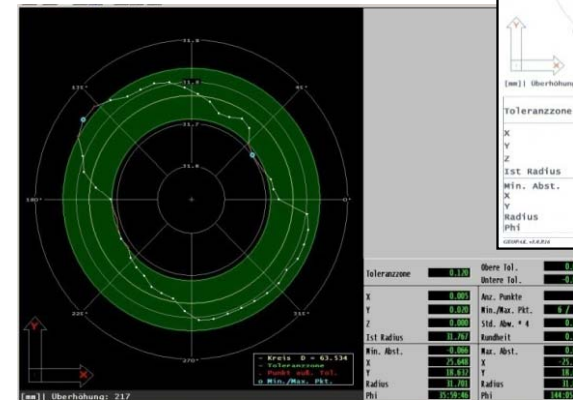 135°
45°
31.7
180°
0°
225°
270°
Kreis D = 63.534
Toleranzzone
Punkt auß. Tol.
Min./Max. Pkt.
Y
X
[mm]| Überhöhung: 217
X
[mm]| Überhöhung
Toleranzzone
X
Y
Z
Ist Radius
Min. Abst.
X
Y
Radius
Phi
Toleranzzone 0.120 Obere Tol.
Untere Tol.
X 0.005 Anz. Punkte
Y 0.020 Min./Max. Pkt. 6 /
Z 0.000 Std. Abw. * 4
Ist Radius 31.767 Rundheit
Min. Abst. -0.066 Max. Abst.
X 25.648 X
Y 18.632 Y
Radius 31.701 Radius
Phi 35:59:46 Phi 144:05